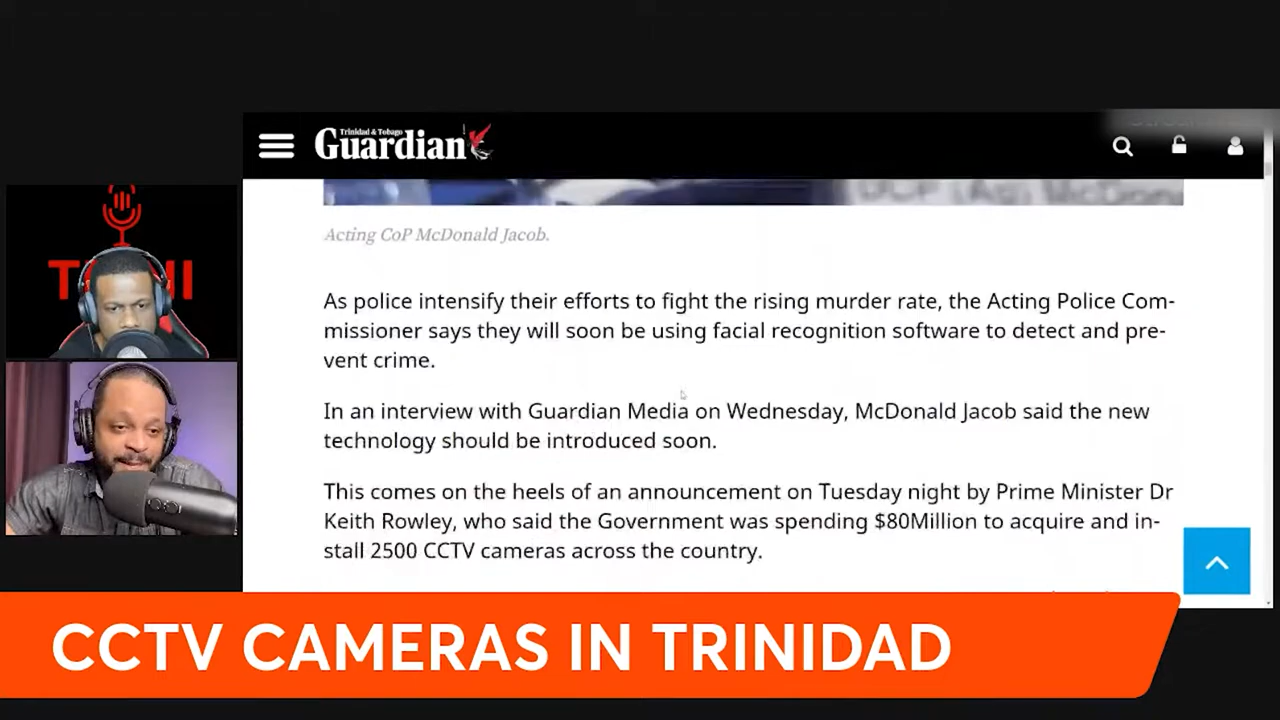 Trinidad & Tobago
Guardian
Acting CoP McDonald Jacob.
As police intensify their efforts to fight the rising murder rate, the Acting Police Com-
missioner says they will soon be using facial recognition software to detect and pre-
vent crime.
In an interview with Guardian Media on Wednesday, McDonald Jacob said the new
technology should be introduced soon.
This comes on the heels of an announcement on Tuesday night by Prime Minister Dr
Keith Rowley, who said the Government was spending $80Million to acquire and in-
stall 2500 CCTV cameras across the country.
CCTV CAMERAS IN TRINIDAD